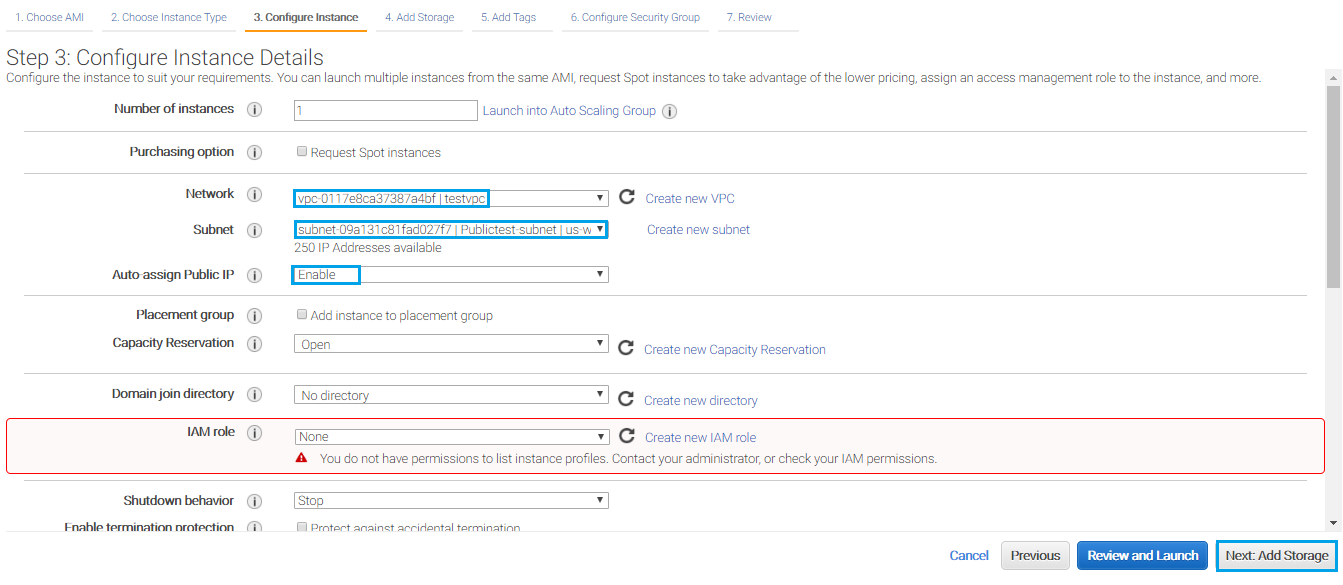 1. Choose AMI 2. Choose Instance Type 3. Configure Instance 4. Add Storage 5. Add Tags 6. Configure Security Group 7. Review
Step 3: Configure Instance Details
Configure the instance to suit your requirements. You can launch multiple instances from the same AMI, request Spot instances to take advantage of the lower pricing, assign an access management role to the instance, and more.
Number of instances i 1 Launch into Auto Scaling Group i
Purchasing option i Request Spot instances
Network i vpc-0117e8ca37387a4bf | testvpc Create new VPC
Subnet i subnet-09a131c81fad027f7 | Publictest-subnet | us-w Create new subnet
250 IP Addresses available
Auto-assign Public IP i Enable
Placement group i Add instance to placement group
Capacity Reservation i Open Create new Capacity Reservation
Domain join directory i No directory Create new directory
IAM role i None Create new IAM role
You do not have permissions to list instance profiles. Contact your administrator, or check your IAM permissions.
Shutdown behavior i Stop
Enable termination protection i Protect against accidental termination
Cancel Previous Review and Launch Next: Add Storage